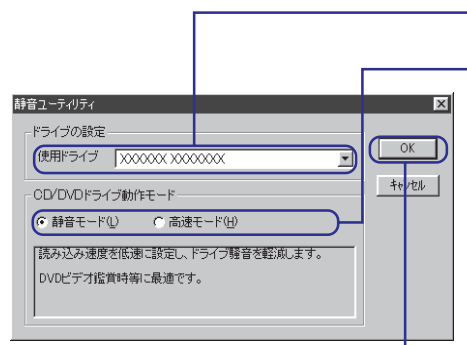 静音ユーティリティ
ドライブの設定
使用ドライブ XXXXXX XXXXXXX
OK
キャンセル
CD/DVDドライブ動作モード
静音モード(L) 高速モード(H)
読み込み速度を低速に設定し、ドライブ騒音を軽減します。
DVDビデオ鑑賞時等に最適です。